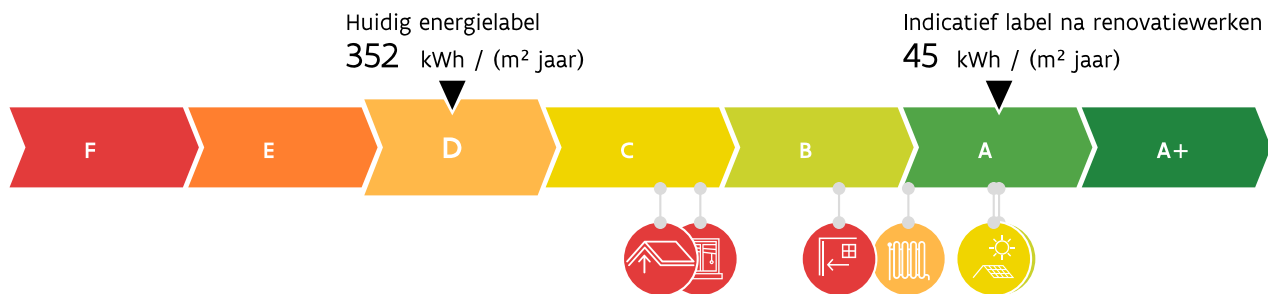 Huidig energielabel
352 kWh / (m² jaar)
Indicatief label na renovatiewerken
45 kWh / (m² jaar)
F
E
D
C
B
A
A+